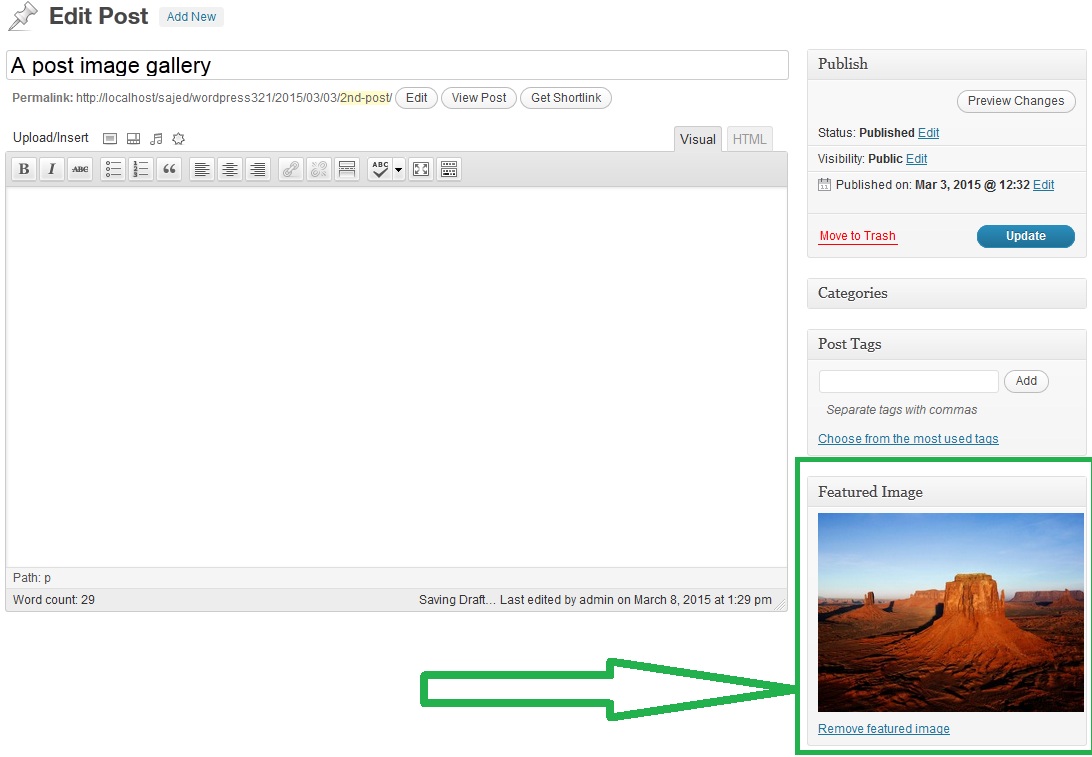 Edit Post Add New
A post image gallery
Permalink: http://localhost/sajed/wordpress321/2015/03/03/2nd-post/ Edit View Post Get Shortlink
Upload/Insert
Visual HTML
B I ABC ABC
Path: p
Word count: 29 Saving Draft... Last edited by admin on March 8, 2015 at 1:29 pm
Publish
Preview Changes
Status: Published Edit
Visibility: Public Edit
Published on: Mar 3, 2015 @ 12:32 Edit
Move to Trash Update
Categories
Post Tags
Add
Separate tags with commas
Choose from the most used tags
Featured Image
Remove featured image